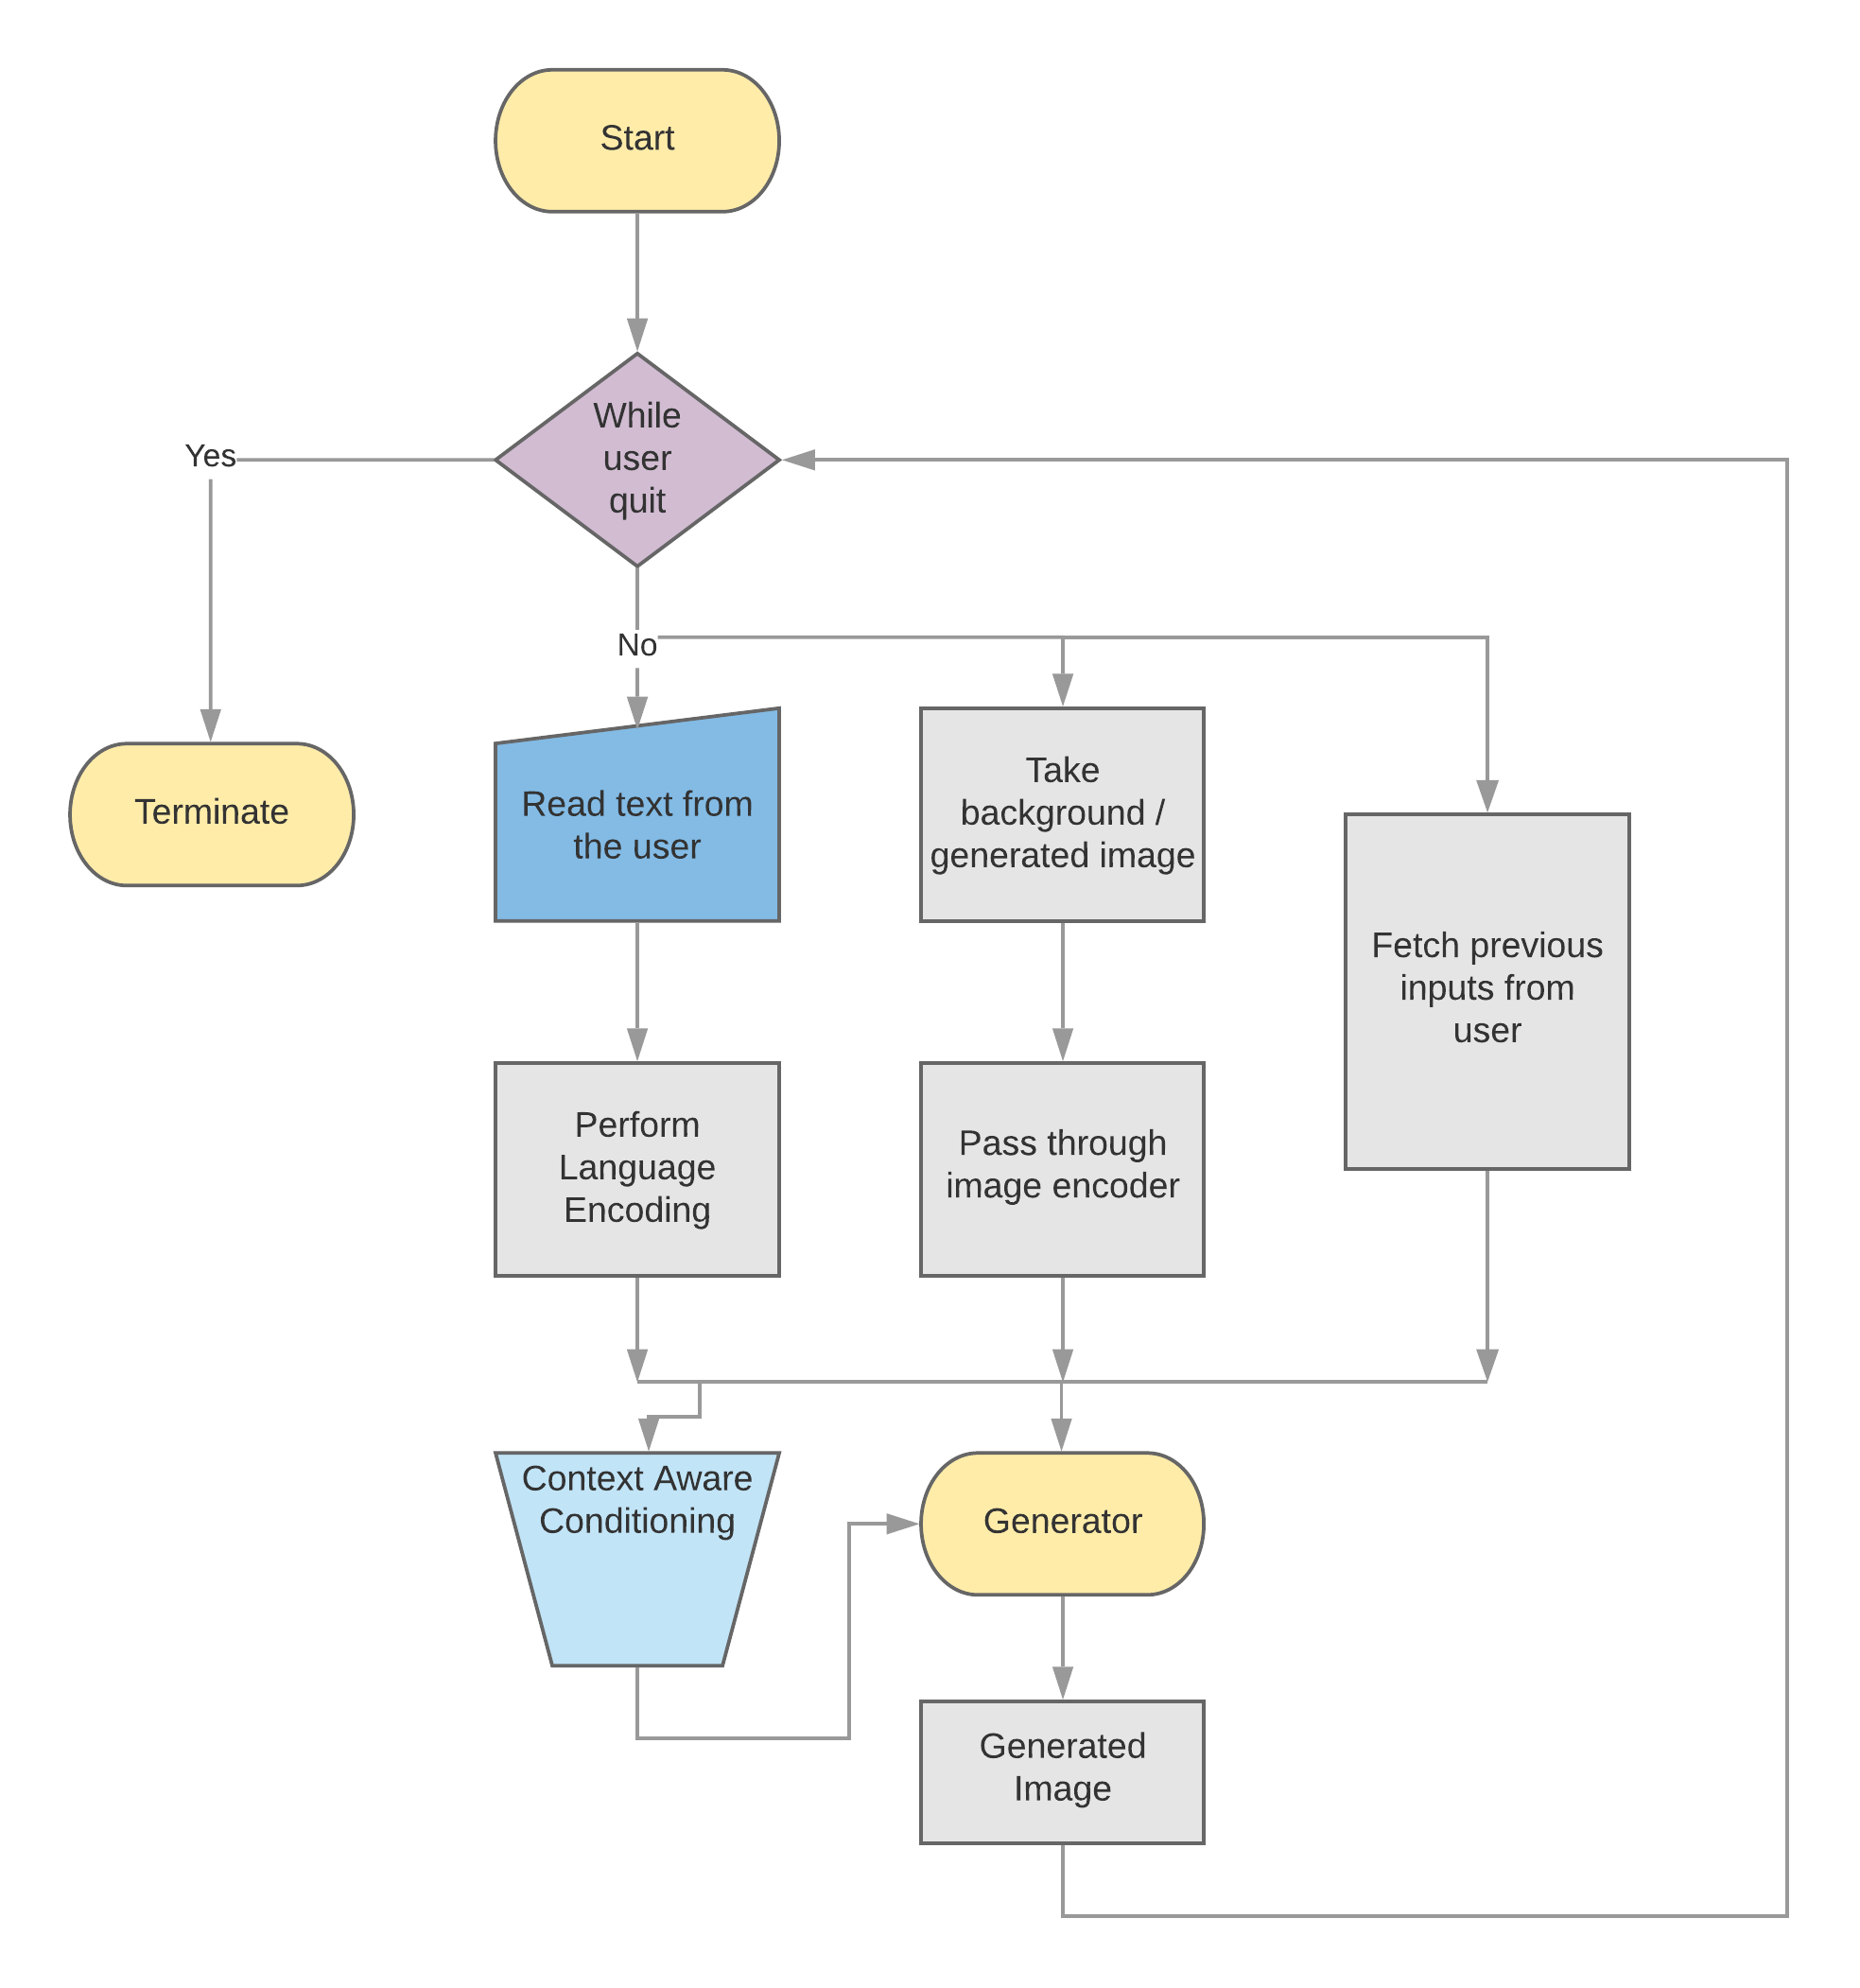 Start
While
user
quit
Yes
No
Terminate
Read text from
the user
Take
background /
generated image
Fetch previous
inputs from
user
Perform
Language
Encoding
Pass through
image encoder
Context Aware
Conditioning
Generator
Generated
Image